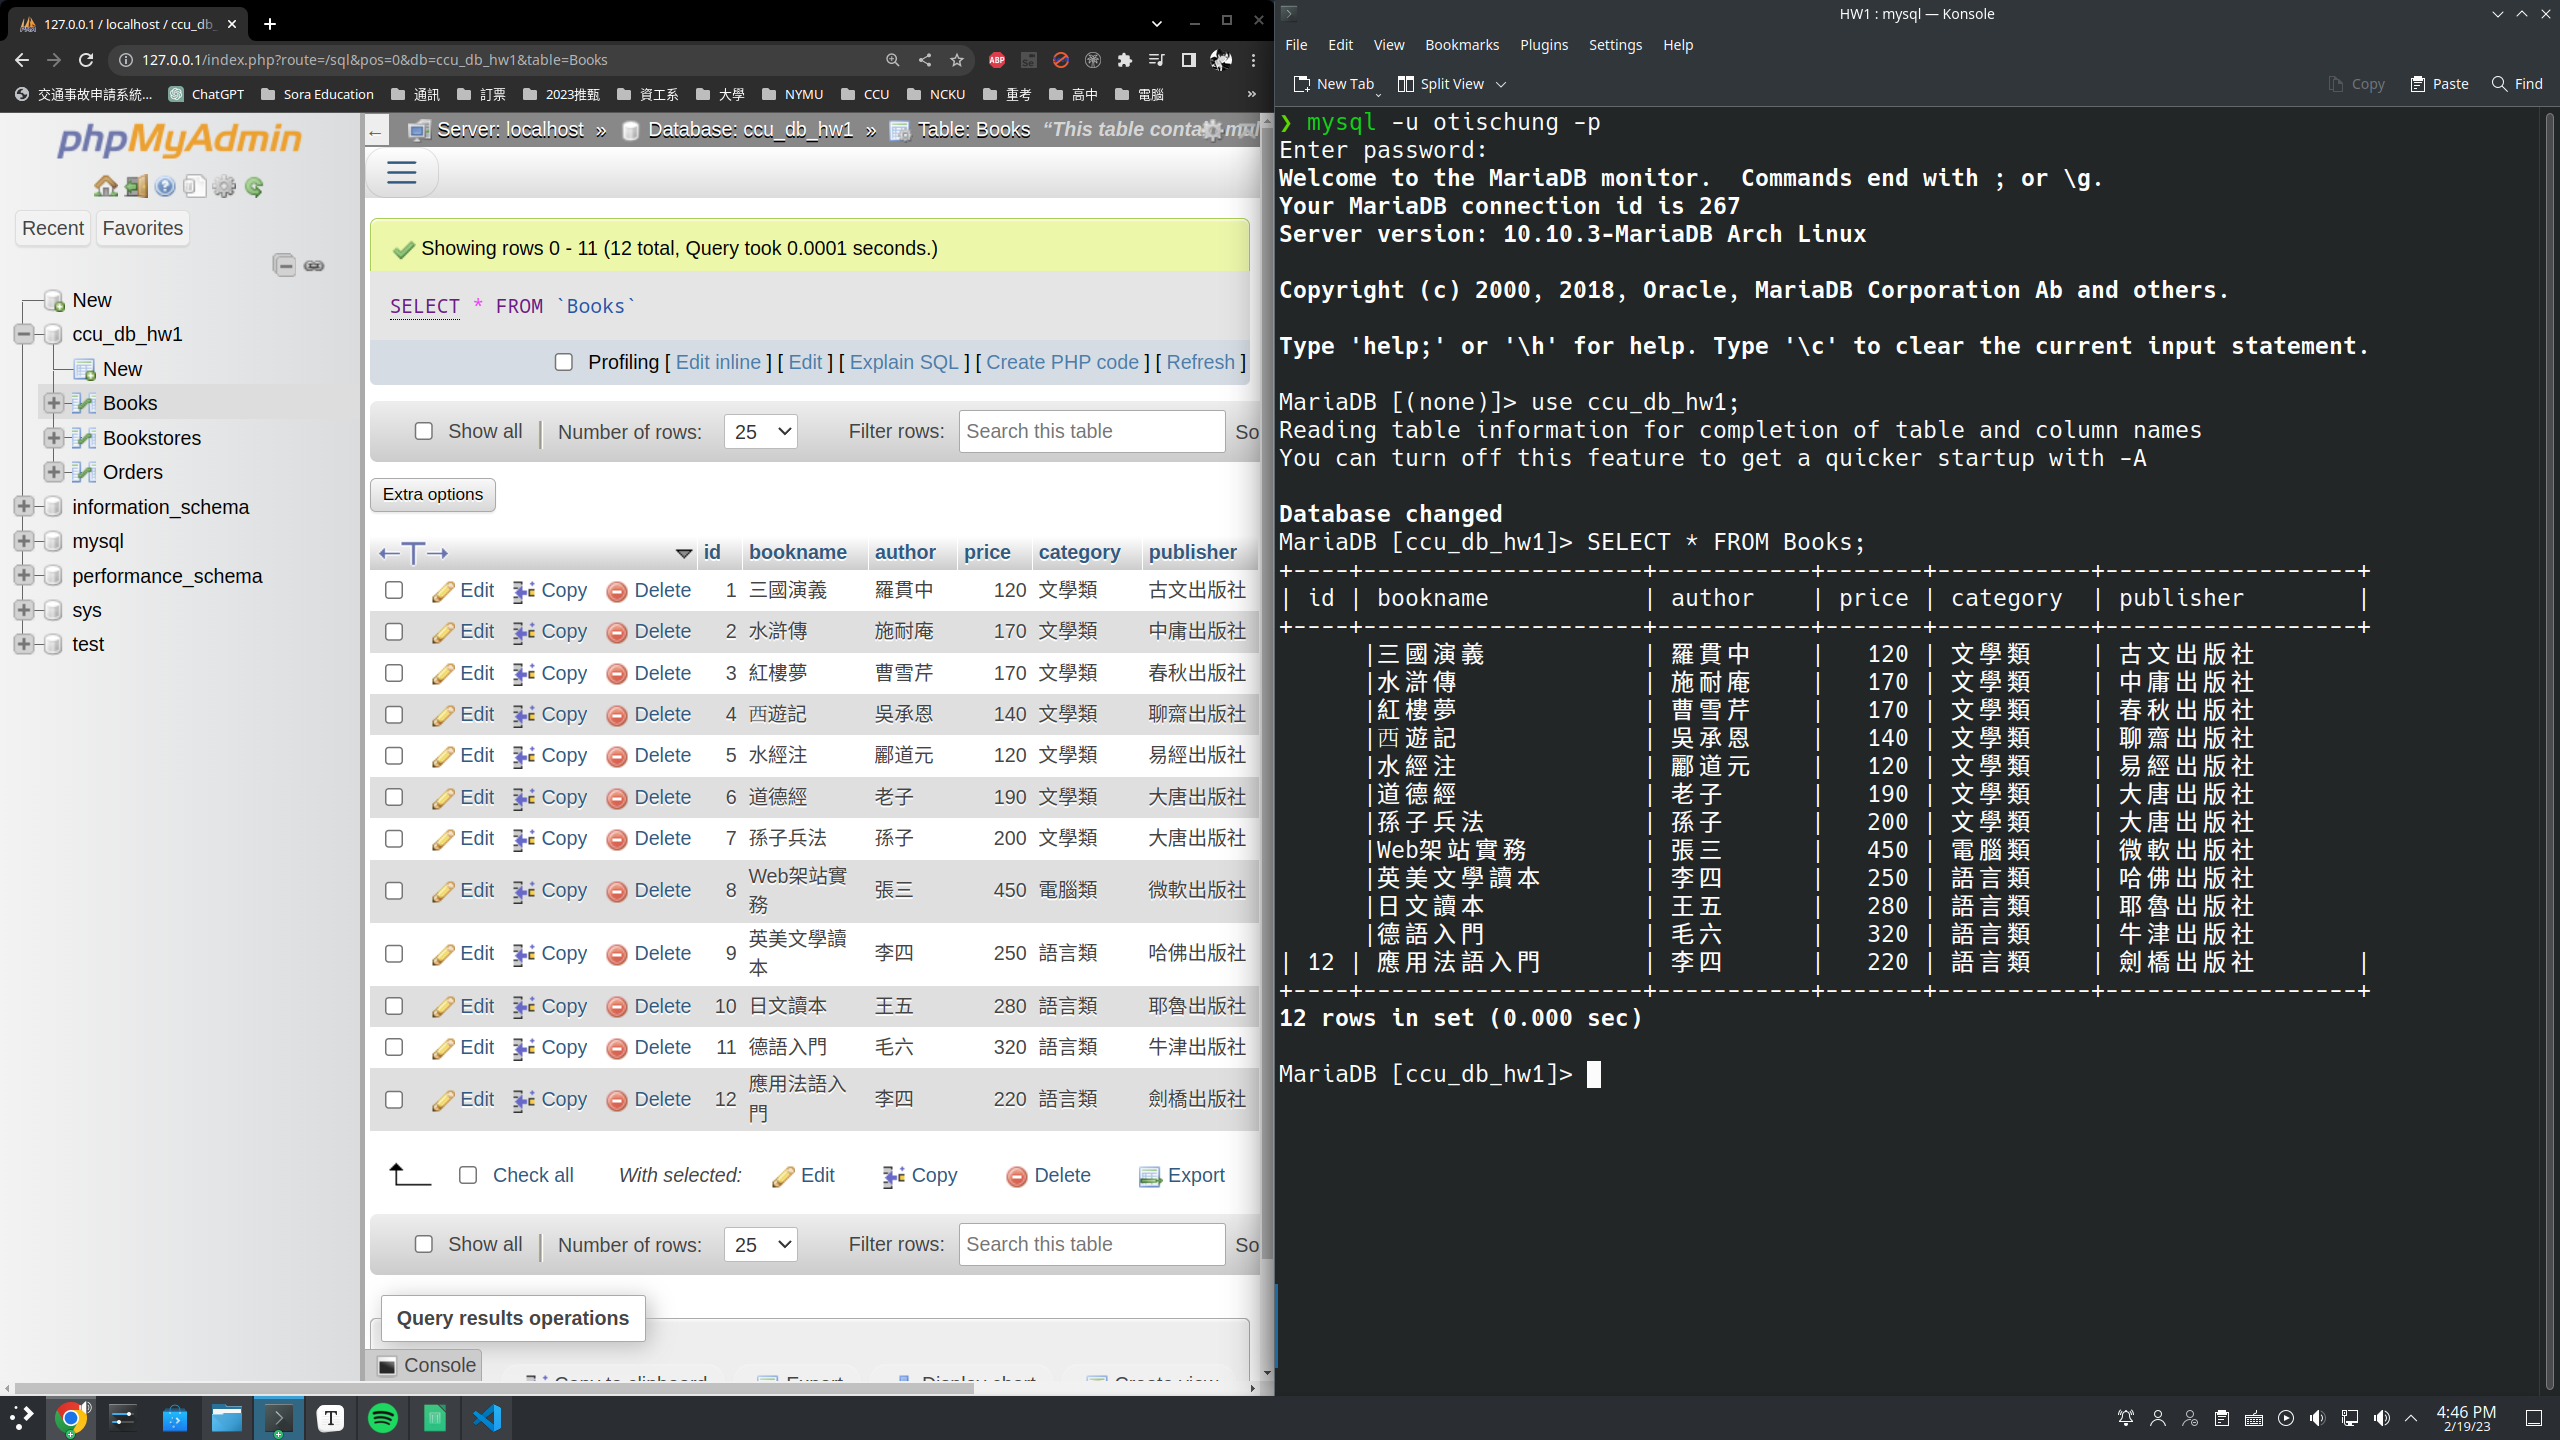 127.0.0.1 / localhost / ccu_db_
127.0.0.1/index.php?route=/sql&pos=0&db=ccu_db_hw1&table=Books
交通事故申請系統... ChatGPT Sora Education 通訊 訂票 2023推甄 資工系 大學 NYMU CCU NCKU 重考 高中 電腦 »
phpMyAdmin
Recent Favorites
New
ccu_db_hw1
New
Books
Bookstores
Orders
information_schema
mysql
performance_schema
sys
test
Server: localhost » Database: ccu_db_hw1 » Table: Books “This table conta
Showing rows 0 - 11 (12 total, Query took 0.0001 seconds.)
SELECT * FROM `Books`
Profiling [ Edit inline ] [ Edit ] [ Explain SQL ] [ Create PHP code ] [ Refresh ]
Show all Number of rows: 25 Filter rows: Search this table So
Extra options
id bookname author price category publisher
Edit Copy Delete 1 三國演義 羅貫中 120 文學類 古文出版社
Edit Copy Delete 2 水滸傳 施耐庵 170 文學類 中庸出版社
Edit Copy Delete 3 紅樓夢 曹雪芹 170 文學類 春秋出版社
Edit Copy Delete 4 西遊記 吳承恩 140 文學類 聊齋出版社
Edit Copy Delete 5 水經注 酈道元 120 文學類 易經出版社
Edit Copy Delete 6 道德經 老子 190 文學類 大唐出版社
Edit Copy Delete 7 孫子兵法 孫子 200 文學類 大唐出版社
Edit Copy Delete 8 Web架站實務 張三 450 電腦類 微軟出版社
Edit Copy Delete 9 英美文學讀本 李四 250 語言類 哈佛出版社
Edit Copy Delete 10 日文讀本 王五 280 語言類 耶魯出版社
Edit Copy Delete 11 德語入門 毛六 320 語言類 牛津出版社
Edit Copy Delete 12 應用法語入門 李四 220 語言類 劍橋出版社
Check all With selected: Edit Copy Delete Export
Show all Number of rows: 25 Filter rows: Search this table So
Query results operations
Console
Copy to clipboard Export Display chart Create view
HW1 : mysql — Konsole
File Edit View Bookmarks Plugins Settings Help
New Tab Split View Copy Paste Find
❯ mysql -u otischung -p
Enter password:
Welcome to the MariaDB monitor.  Commands end with ; or \g.
Your MariaDB connection id is 267
Server version: 10.10.3-MariaDB Arch Linux
Copyright (c) 2000, 2018, Oracle, MariaDB Corporation Ab and others.
Type 'help;' or '\h' for help. Type '\c' to clear the current input statement.
MariaDB [(none)]> use ccu_db_hw1;
Reading table information for completion of table and column names
You can turn off this feature to get a quicker startup with -A
Database changed
MariaDB [ccu_db_hw1]> SELECT * FROM Books;
+----+--------------------+-----------+-------+-----------+------------------+
| id | bookname           | author    | price | category  | publisher        |
+----+--------------------+-----------+-------+-----------+------------------+
|三國演義 | 羅貫中 | 120 | 文學類 | 古文出版社
|水滸傳 | 施耐庵 | 170 | 文學類 | 中庸出版社
|紅樓夢 | 曹雪芹 | 170 | 文學類 | 春秋出版社
|西遊記 | 吳承恩 | 140 | 文學類 | 聊齋出版社
|水經注 | 酈道元 | 120 | 文學類 | 易經出版社
|道德經 | 老子 | 190 | 文學類 | 大唐出版社
|孫子兵法 | 孫子 | 200 | 文學類 | 大唐出版社
|Web架站實務 | 張三 | 450 | 電腦類 | 微軟出版社
|英美文學讀本 | 李四 | 250 | 語言類 | 哈佛出版社
|日文讀本 | 王五 | 280 | 語言類 | 耶魯出版社
|德語入門 | 毛六 | 320 | 語言類 | 牛津出版社
| 12 | 應用法語入門 | 李四 | 220 | 語言類 | 劍橋出版社 |
+----+--------------------+-----------+-------+-----------+------------------+
12 rows in set (0.000 sec)
MariaDB [ccu_db_hw1]>
4:46 PM
2/19/23